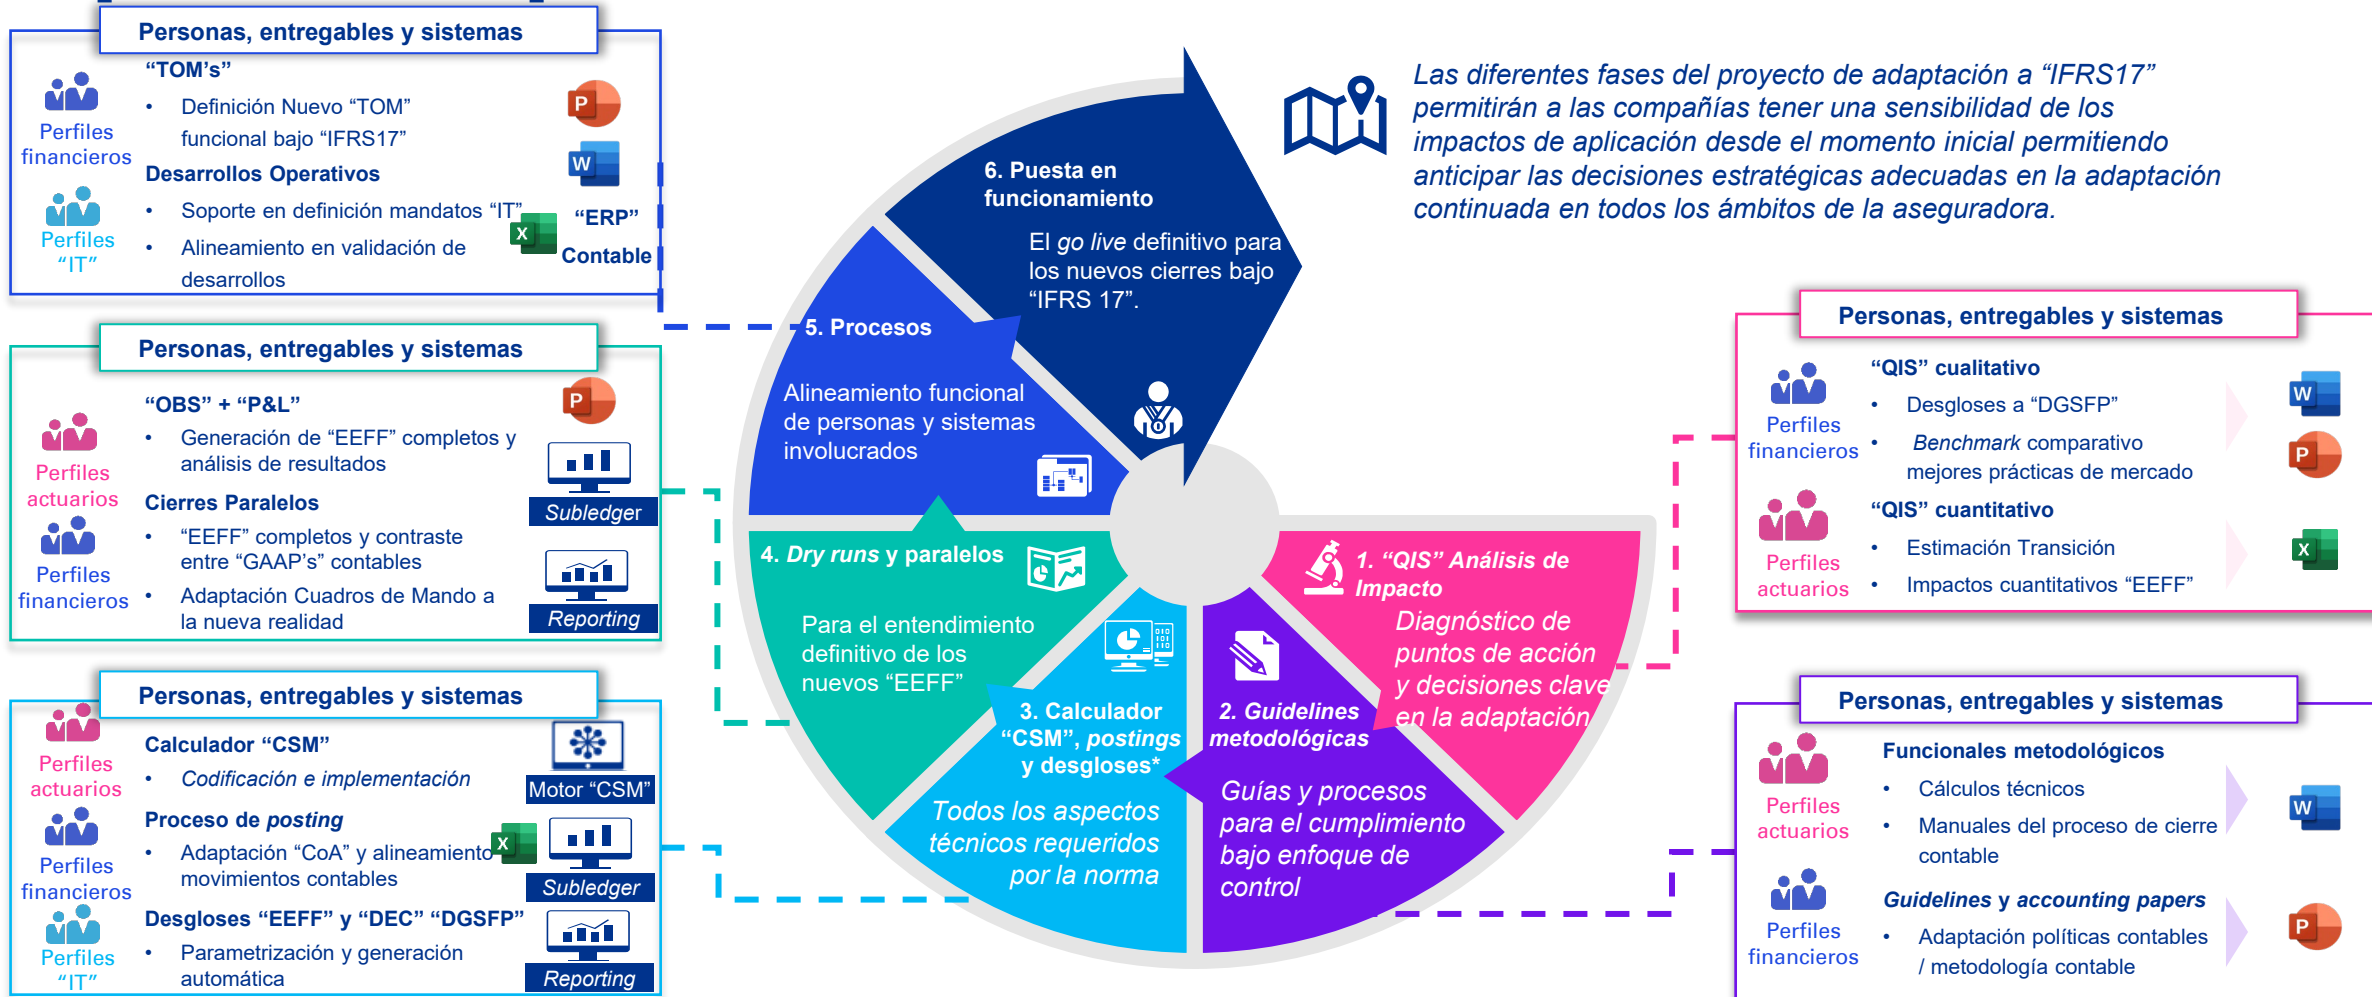 Personas, entregables y sistemas
“TOM’s”
• Definición Nuevo “TOM”
funcional bajo “IFRS17”
Desarrollos Operativos
• Soporte en definición mandatos “IT”
• Alineamiento en validación de
desarrollos
Perfiles
financieros
Perfiles
“IT”
P
W
X
“ERP”
Contable
Personas, entregables y sistemas
“OBS” + “P&L”
• Generación de “EEFF” completos y
análisis de resultados
Cierres Paralelos
• “EEFF” completos y contraste
entre “GAAP’s” contables
• Adaptación Cuadros de Mando a
la nueva realidad
Perfiles
actuarios
Perfiles
financieros
P
Subledger
Reporting
Personas, entregables y sistemas
Calculador “CSM”
• Codificación e implementación
Proceso de posting
• Adaptación “CoA” y alineamiento
movimientos contables
Desgloses “EEFF” y “DEC” “DGSFP”
• Parametrización y generación
automática
Perfiles
actuarios
Perfiles
financieros
Perfiles
“IT”
Motor “CSM”
X
Subledger
Reporting
6. Puesta en
funcionamiento
El go live definitivo para
los nuevos cierres bajo
“IFRS 17”.
5. Procesos
Alineamiento funcional
de personas y sistemas
involucrados
4. Dry runs y paralelos
Para el entendimiento
definitivo de los
nuevos “EEFF”
3. Calculador
“CSM”, postings
y desgloses*
Todos los aspectos
técnicos requeridos
por la norma
2. Guidelines
metodológicas
Guías y procesos
para el cumplimiento
bajo enfoque de
control
1. “QIS” Análisis de
Impacto
Diagnóstico de
puntos de acción
y decisiones clave
en la adaptación
Las diferentes fases del proyecto de adaptación a “IFRS17”
permitirán a las compañías tener una sensibilidad de los
impactos de aplicación desde el momento inicial permitiendo
anticipar las decisiones estratégicas adecuadas en la adaptación
continuada en todos los ámbitos de la aseguradora.
Personas, entregables y sistemas
“QIS” cualitativo
• Desgloses a “DGSFP”
• Benchmark comparativo
mejores prácticas de mercado
“QIS” cuantitativo
• Estimación Transición
• Impactos cuantitativos “EEFF”
Perfiles
financieros
Perfiles
actuarios
W
P
X
Personas, entregables y sistemas
Funcionales metodológicos
• Cálculos técnicos
• Manuales del proceso de cierre
contable
Guidelines y accounting papers
• Adaptación políticas contables
/ metodología contable
Perfiles
actuarios
Perfiles
financieros
W
P